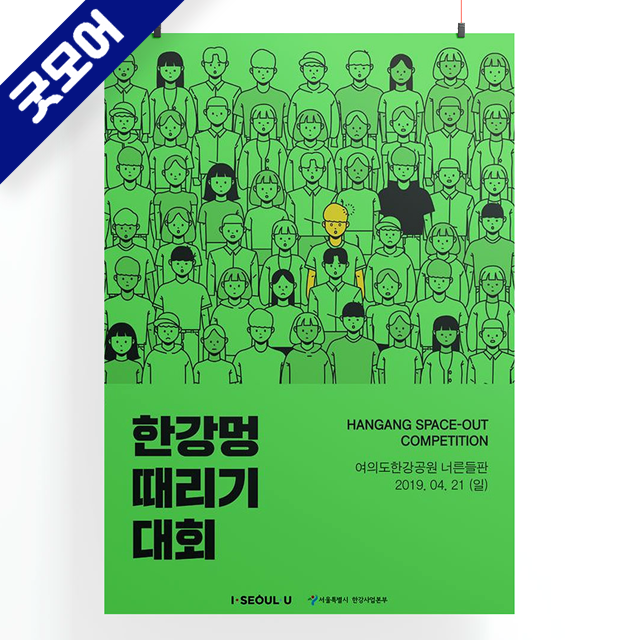 굿모어
한강멍
때리기
대회
HANGANG SPACE-OUT
COMPETITION
여의도한강공원 너른들판
2019. 04. 21 (일)
I·SEOUL·U
서울특별시 한강사업본부